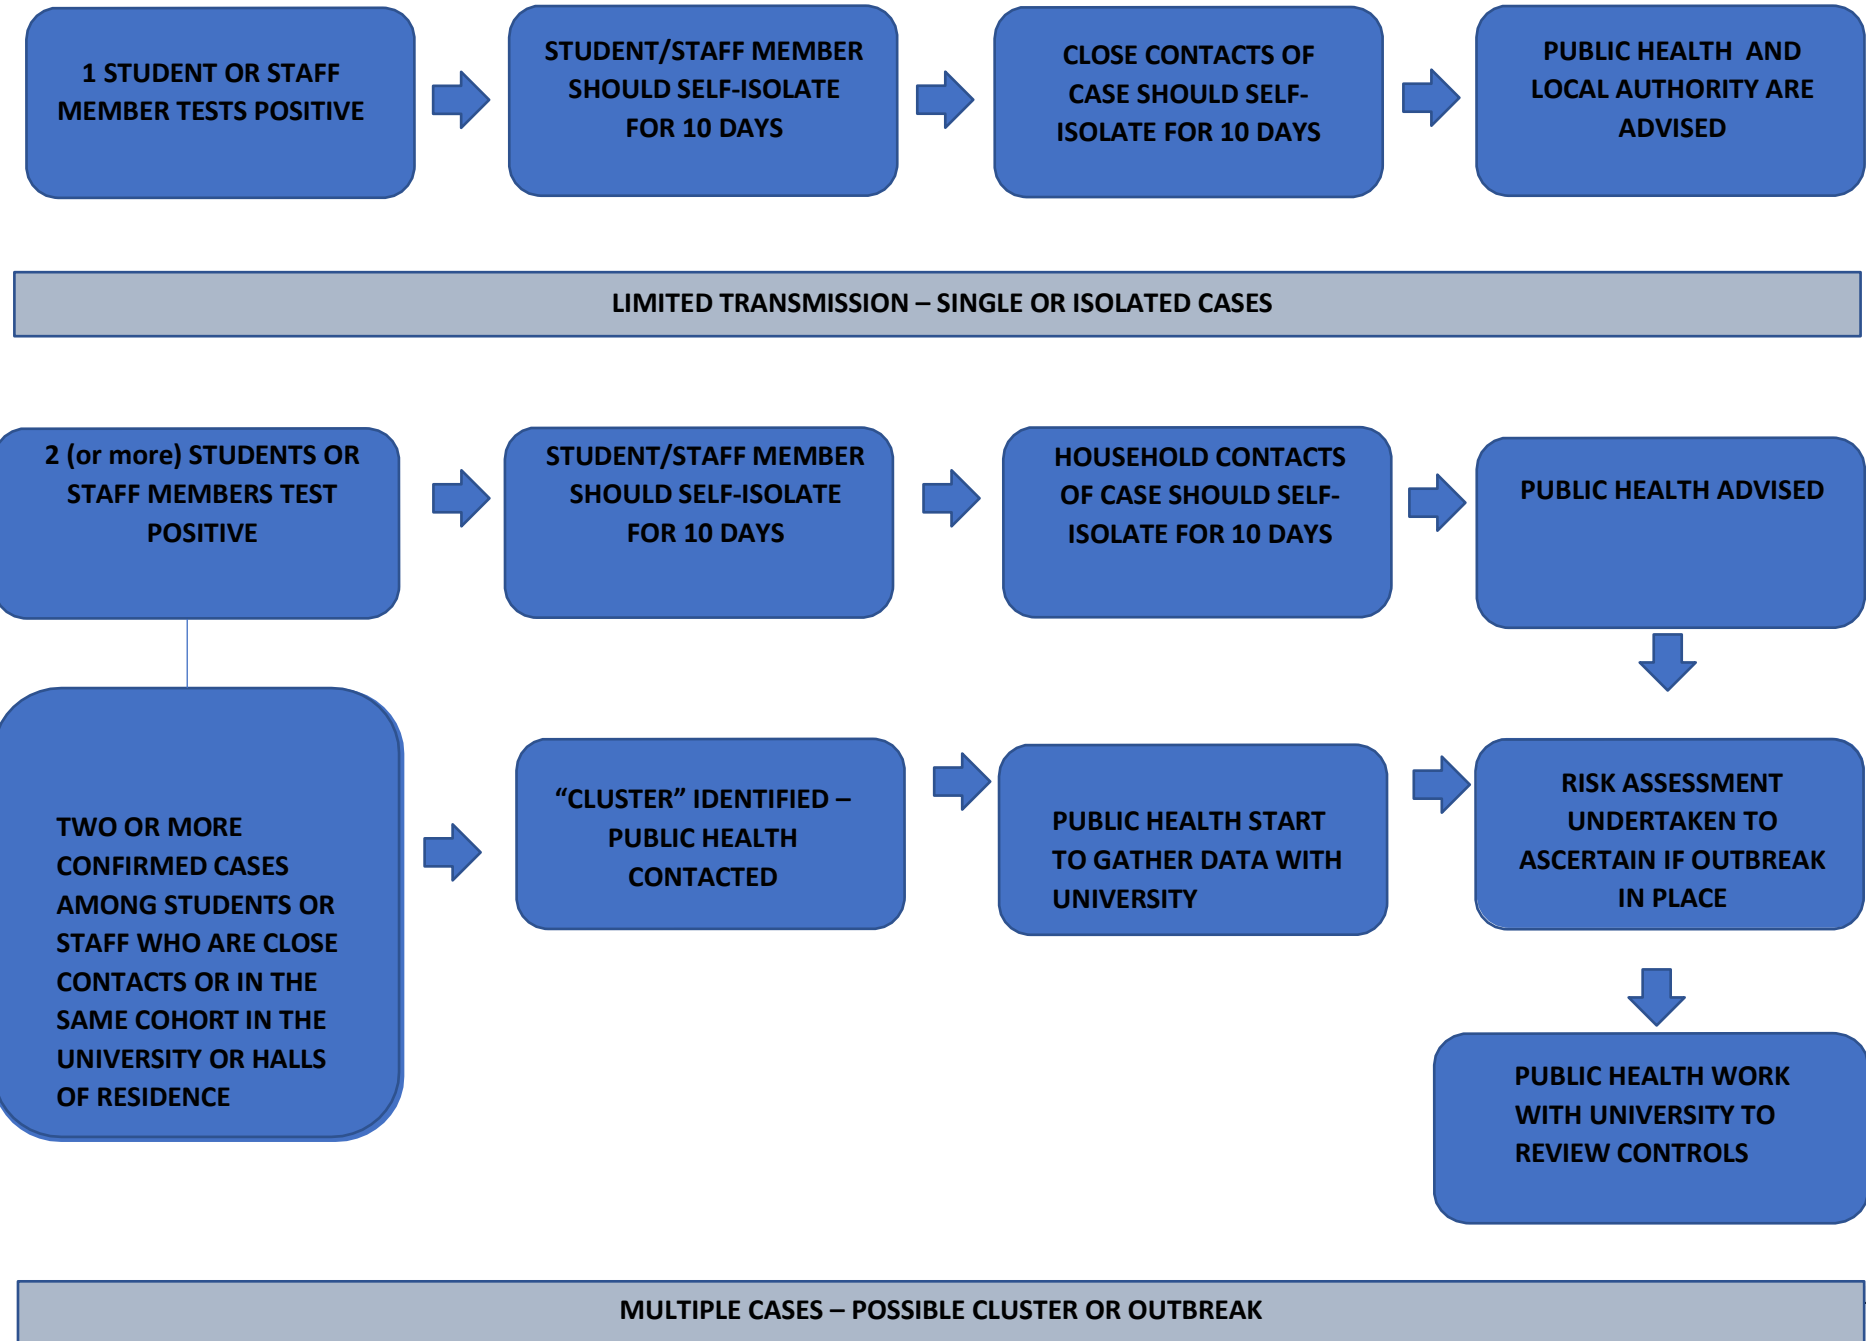 1 STUDENT OR STAFF
MEMBER TESTS POSITIVE
STUDENT/STAFF MEMBER
SHOULD SELF-ISOLATE
FOR 10 DAYS
CLOSE CONTACTS OF
CASE SHOULD SELF-
ISOLATE FOR 10 DAYS
PUBLIC HEALTH AND
LOCAL AUTHORITY ARE
ADVISED
LIMITED TRANSMISSION – SINGLE OR ISOLATED CASES
2 (or more) STUDENTS OR
STAFF MEMBERS TEST
POSITIVE
STUDENT/STAFF MEMBER
SHOULD SELF-ISOLATE
FOR 10 DAYS
HOUSEHOLD CONTACTS
OF CASE SHOULD SELF-
ISOLATE FOR 10 DAYS
PUBLIC HEALTH ADVISED
TWO OR MORE
CONFIRMED CASES
AMONG STUDENTS OR
STAFF WHO ARE CLOSE
CONTACTS OR IN THE
SAME COHORT IN THE
UNIVERSITY OR HALLS
OF RESIDENCE
“CLUSTER” IDENTIFIED –
PUBLIC HEALTH
CONTACTED
PUBLIC HEALTH START
TO GATHER DATA WITH
UNIVERSITY
RISK ASSESSMENT
UNDERTAKEN TO
ASCERTAIN IF OUTBREAK
IN PLACE
PUBLIC HEALTH WORK
WITH UNIVERSITY TO
REVIEW CONTROLS
MULTIPLE CASES – POSSIBLE CLUSTER OR OUTBREAK